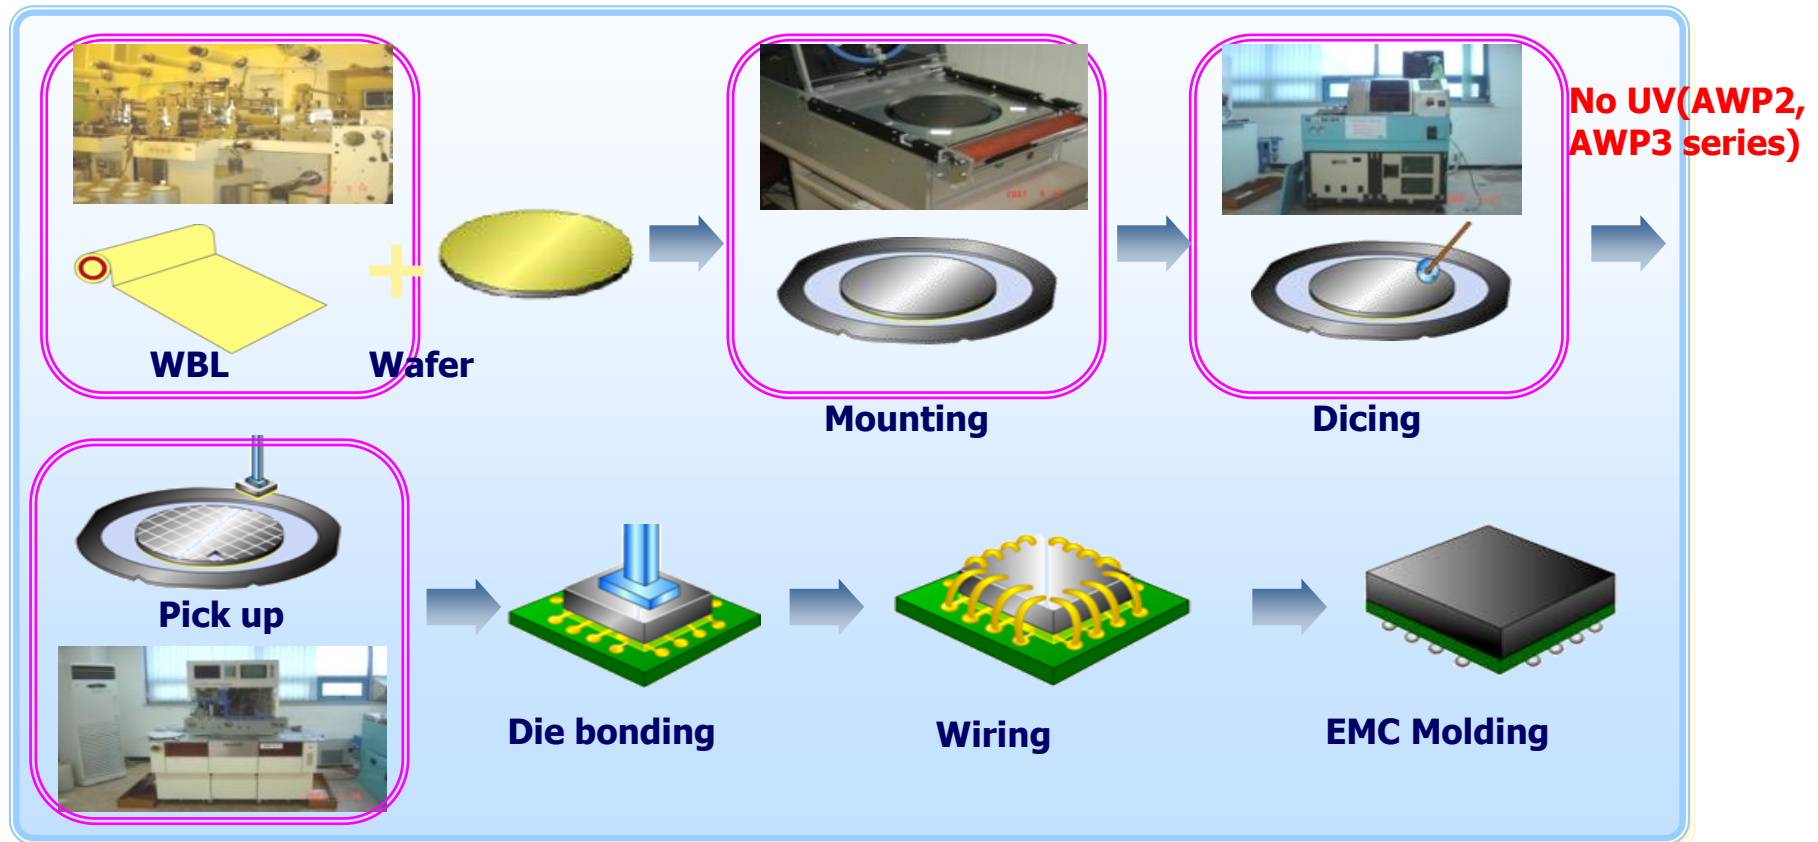 No UV(AWP2,
AWP3 series)
WBL
Wafer
Mounting
Dicing
Pick up
Die bonding
Wiring
EMC Molding